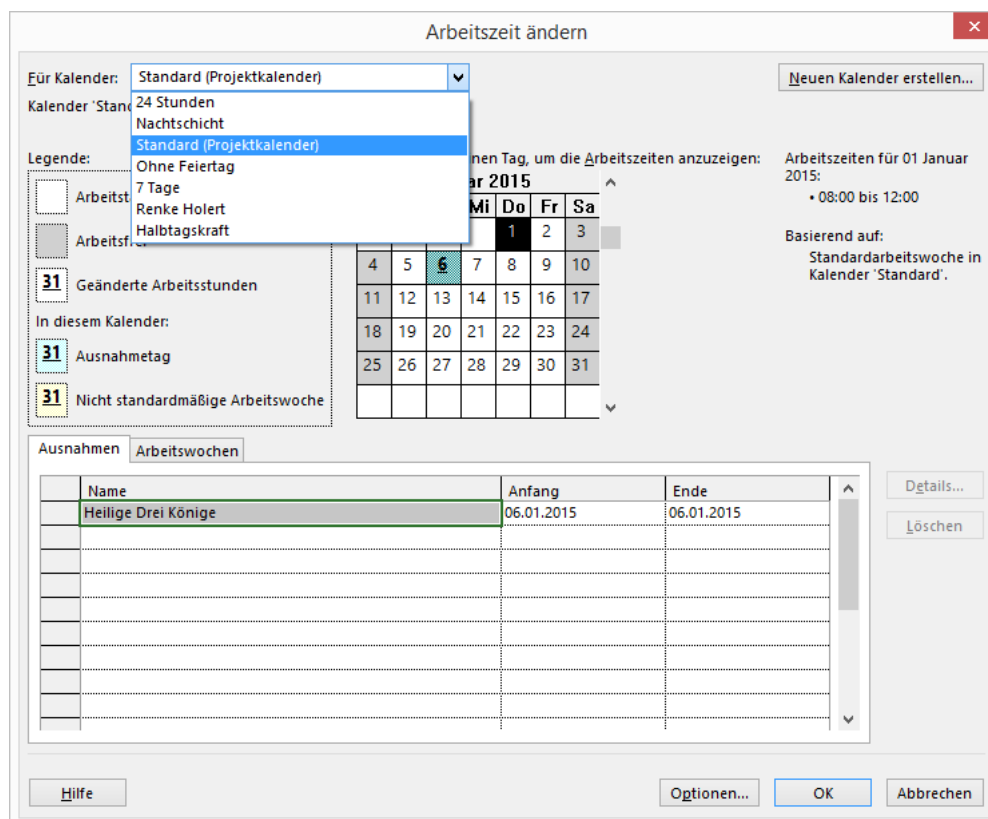 Arbeitszeit ändern
Für Kalender:
Standard (Projektkalender)
Neuen Kalender erstellen...
Kalender 'Stan
24 Stunden
Nachtschicht
Standard (Projektkalender)
Ohne Feiertag
7 Tage
Renke Holert
Halbtagskraft
Legende:
Arbeitst
Arbeitsfr
31 Geänderte Arbeitsstunden
In diesem Kalender:
31 Ausnahmetag
31 Nicht standardmäßige Arbeitswoche
nen Tag, um die Arbeitszeiten anzuzeigen:
ar 2015
Mi Do Fr Sa
1 2 3
4 5 6 7 8 9 10
11 12 13 14 15 16 17
18 19 20 21 22 23 24
25 26 27 28 29 30 31
Arbeitszeiten für 01 Januar
2015:
• 08:00 bis 12:00
Basierend auf:
Standardarbeitswoche in
Kalender 'Standard'.
Ausnahmen Arbeitswochen
Name Anfang Ende
Heilige Drei Könige 06.01.2015 06.01.2015
Details...
Löschen
Hilfe Optionen... OK Abbrechen